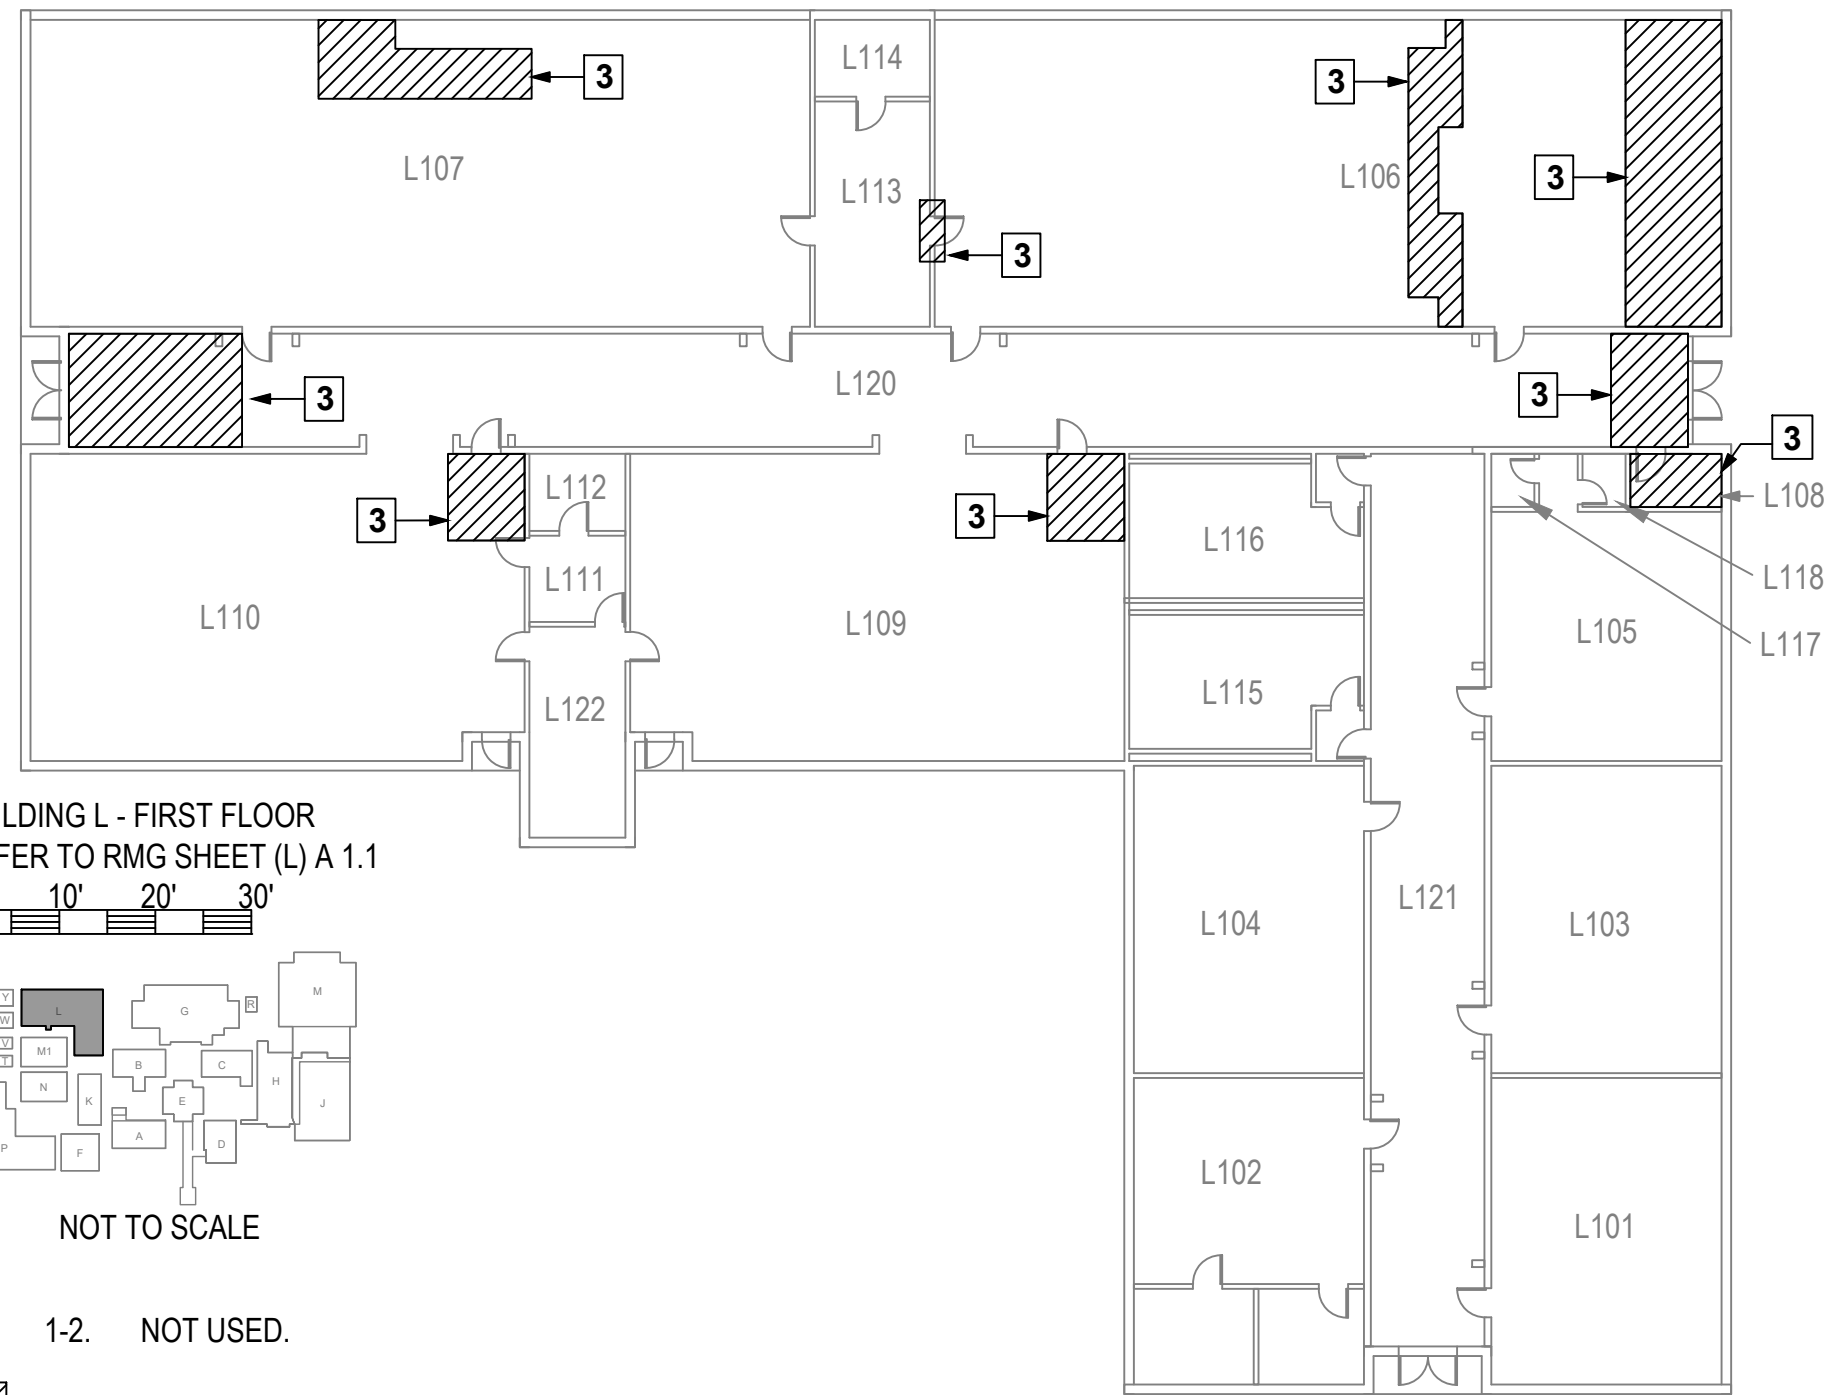 L114
3
3
L107
L106
3
L113
3
L120
3
3
3
L112
L108
3
3
L116
L111
L118
L110
L109
L105
L117
L115
L122
LDING L - FIRST FLOOR
FER TO RMG SHEET (L) A 1.1
10' 20' 30'
L121
L104
L103
M
Y
L
G
R
W
V
M1
T
B
C
N
H
K
E
J
A
D
P
F
L102
NOT TO SCALE
L101
1-2. NOT USED.